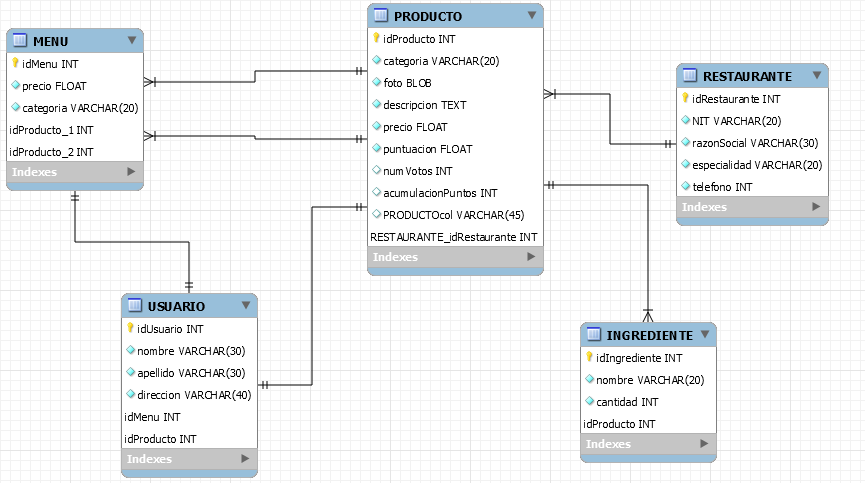 MENU
idMenu INT
precio FLOAT
categoria VARCHAR(20)
idProducto_1 INT
idProducto_2 INT
Indexes
PRODUCTO
idProducto INT
categoria VARCHAR(20)
foto BLOB
descripcion TEXT
precio FLOAT
puntuacion FLOAT
numVotos INT
acumulacionPuntos INT
PRODUCTOcol VARCHAR(45)
RESTAURANTE_idRestaurante INT
Indexes
RESTAURANTE
idRestaurante INT
NIT VARCHAR(20)
razonSocial VARCHAR(30)
especialidad VARCHAR(20)
telefono INT
Indexes
USUARIO
idUsuario INT
nombre VARCHAR(30)
apellido VARCHAR(30)
direccion VARCHAR(40)
idMenu INT
idProducto INT
Indexes
INGREDIENTE
idIngrediente INT
nombre VARCHAR(20)
cantidad INT
idProducto INT
Indexes